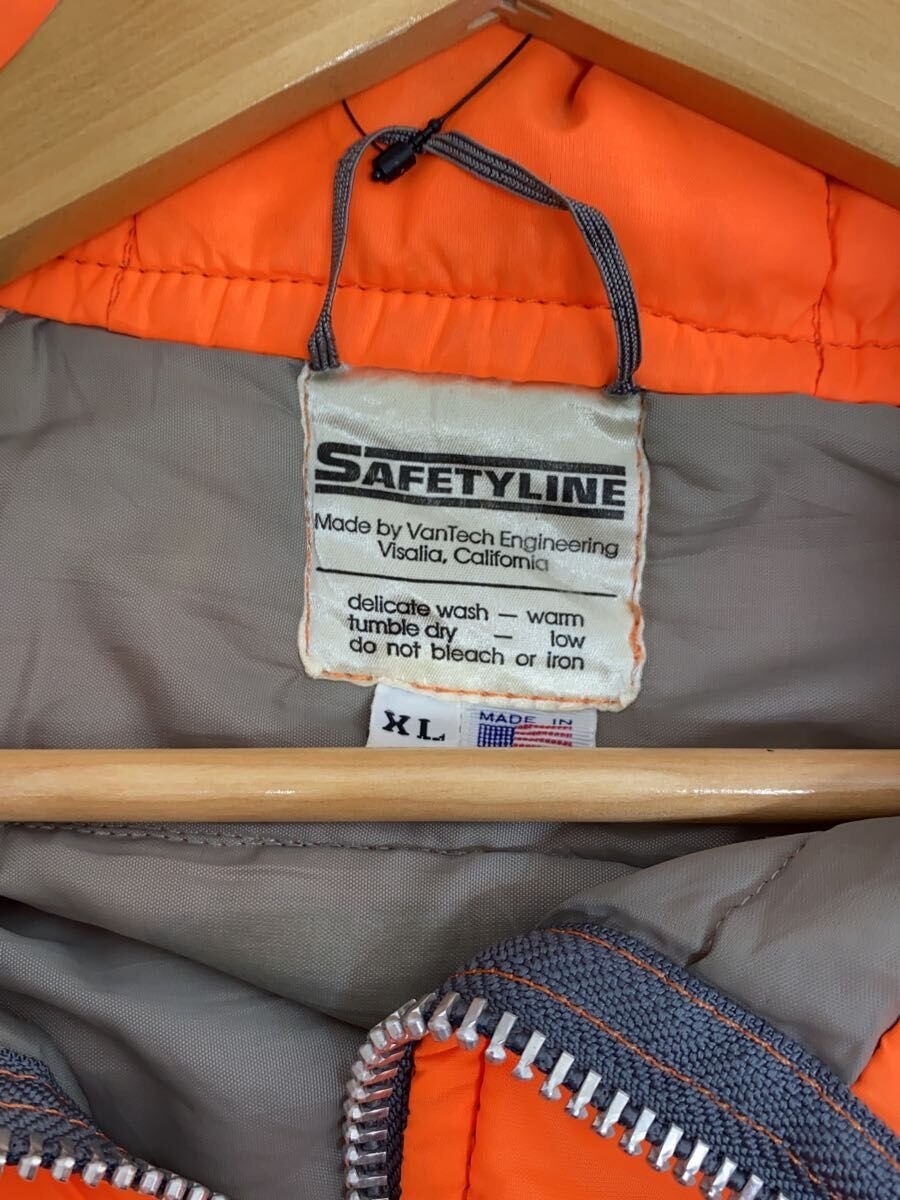 SAFETYLINE
Made by VanTech Engineering
Visalia, California
delicate wash — warm
tumble dry — low
do not bleach or iron
XL
MADE IN